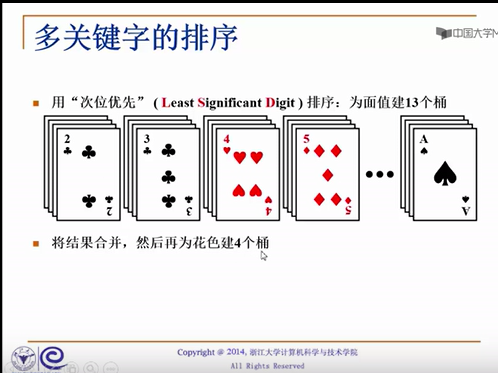 多关键字的排序
中国大学M
用“次位优先” ( Least Significant Digit ) 排序：为面值建13个桶
2
3
4
5
A
2
3
4
5
A
将结果合并，然后再为花色建4个桶
Copyright @ 2014, 浙江大学计算机科学与技术学院
All Rights Reserved